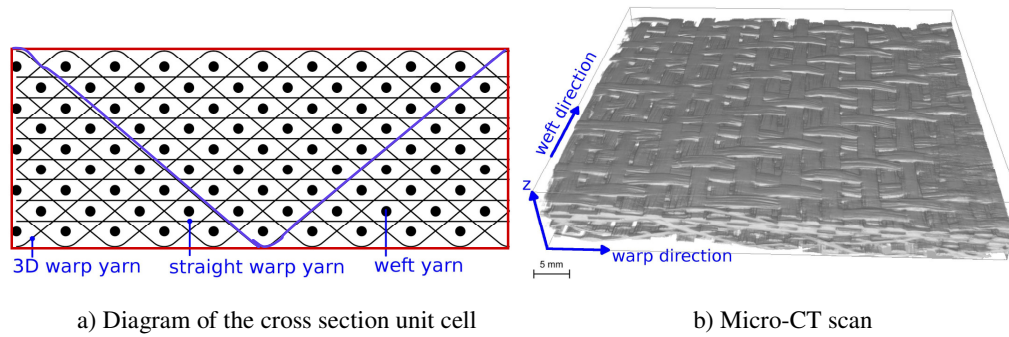 3D warp yarn
straight warp yarn
weft yarn
weft direction
z
warp direction
5 mm
a) Diagram of the cross section unit cell
b) Micro-CT scan